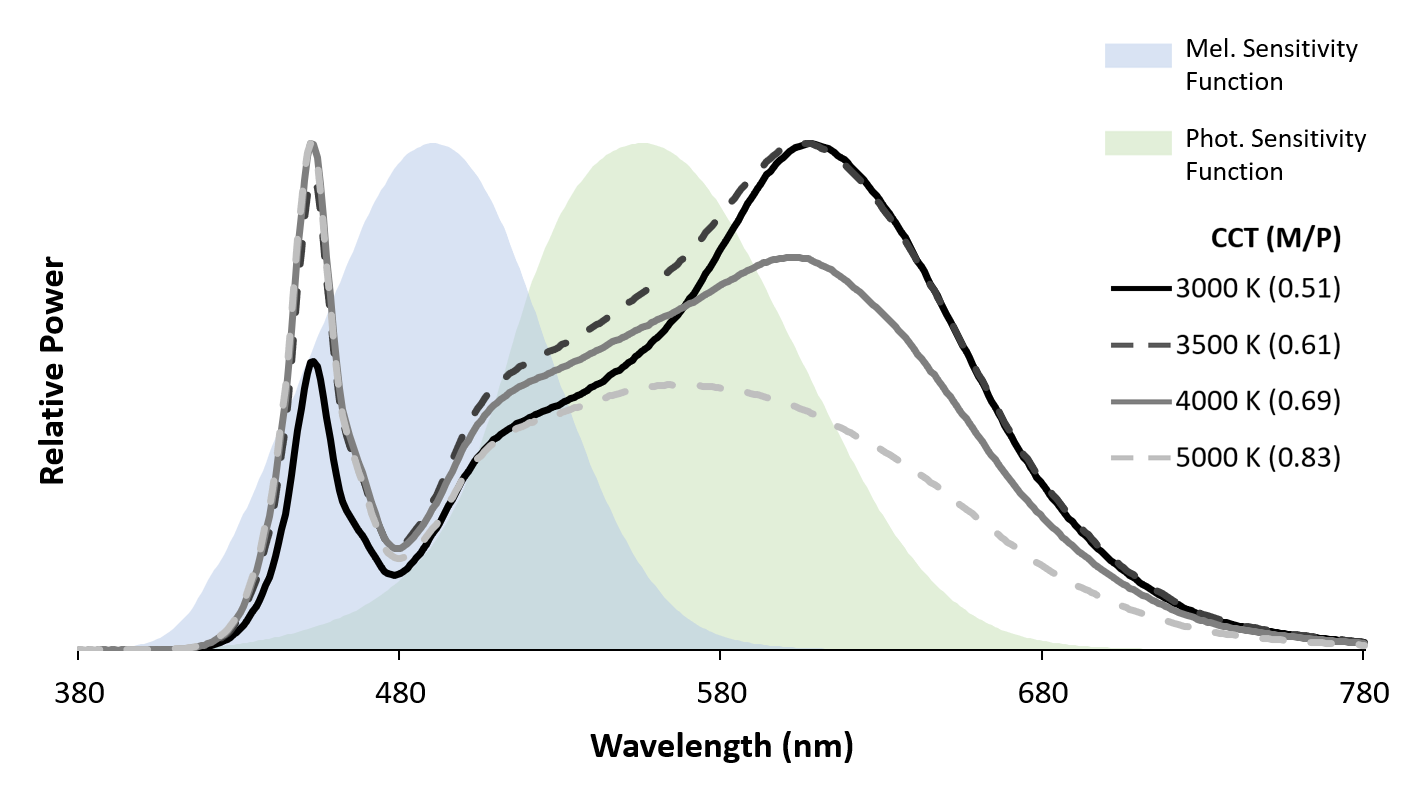 Mel. Sensitivity
Function
Phot. Sensitivity
Function
CCT (M/P)
3000 K (0.51)
3500 K (0.61)
4000 K (0.69)
5000 K (0.83)
Relative Power
380 480 580 680 780
Wavelength (nm)